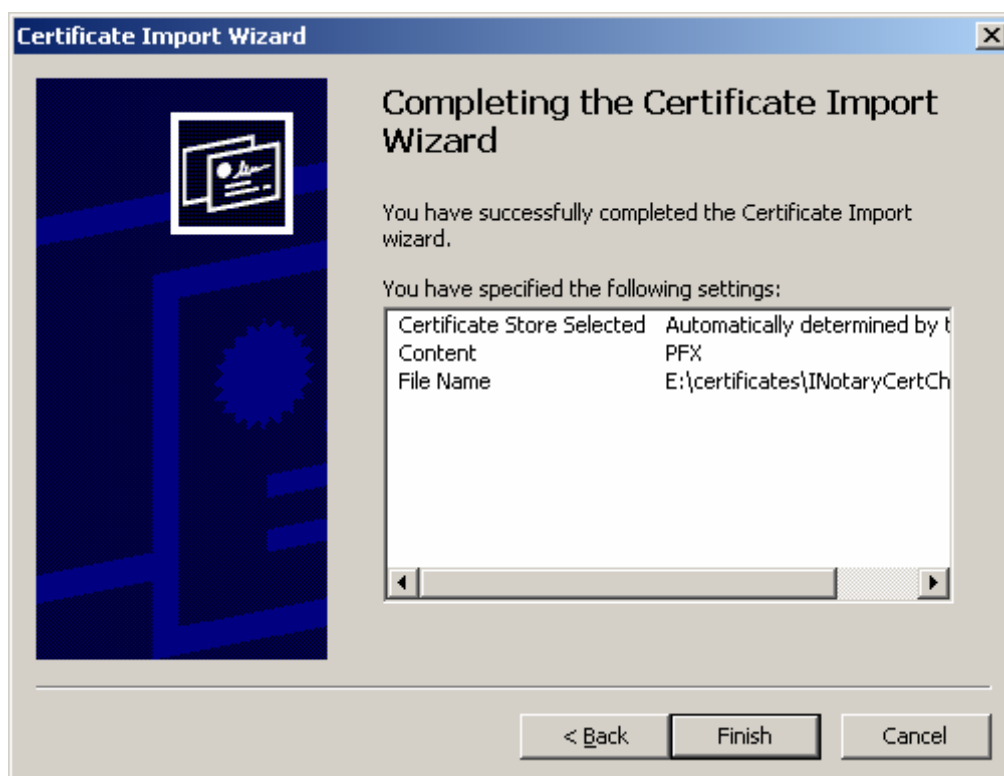 Certificate Import Wizard
Completing the Certificate Import
Wizard
You have successfully completed the Certificate Import
wizard.
You have specified the following settings:
Certificate Store Selected Automatically determined by t
Content PFX
File Name E:\certificates\INotaryCertCh
< Back Finish Cancel